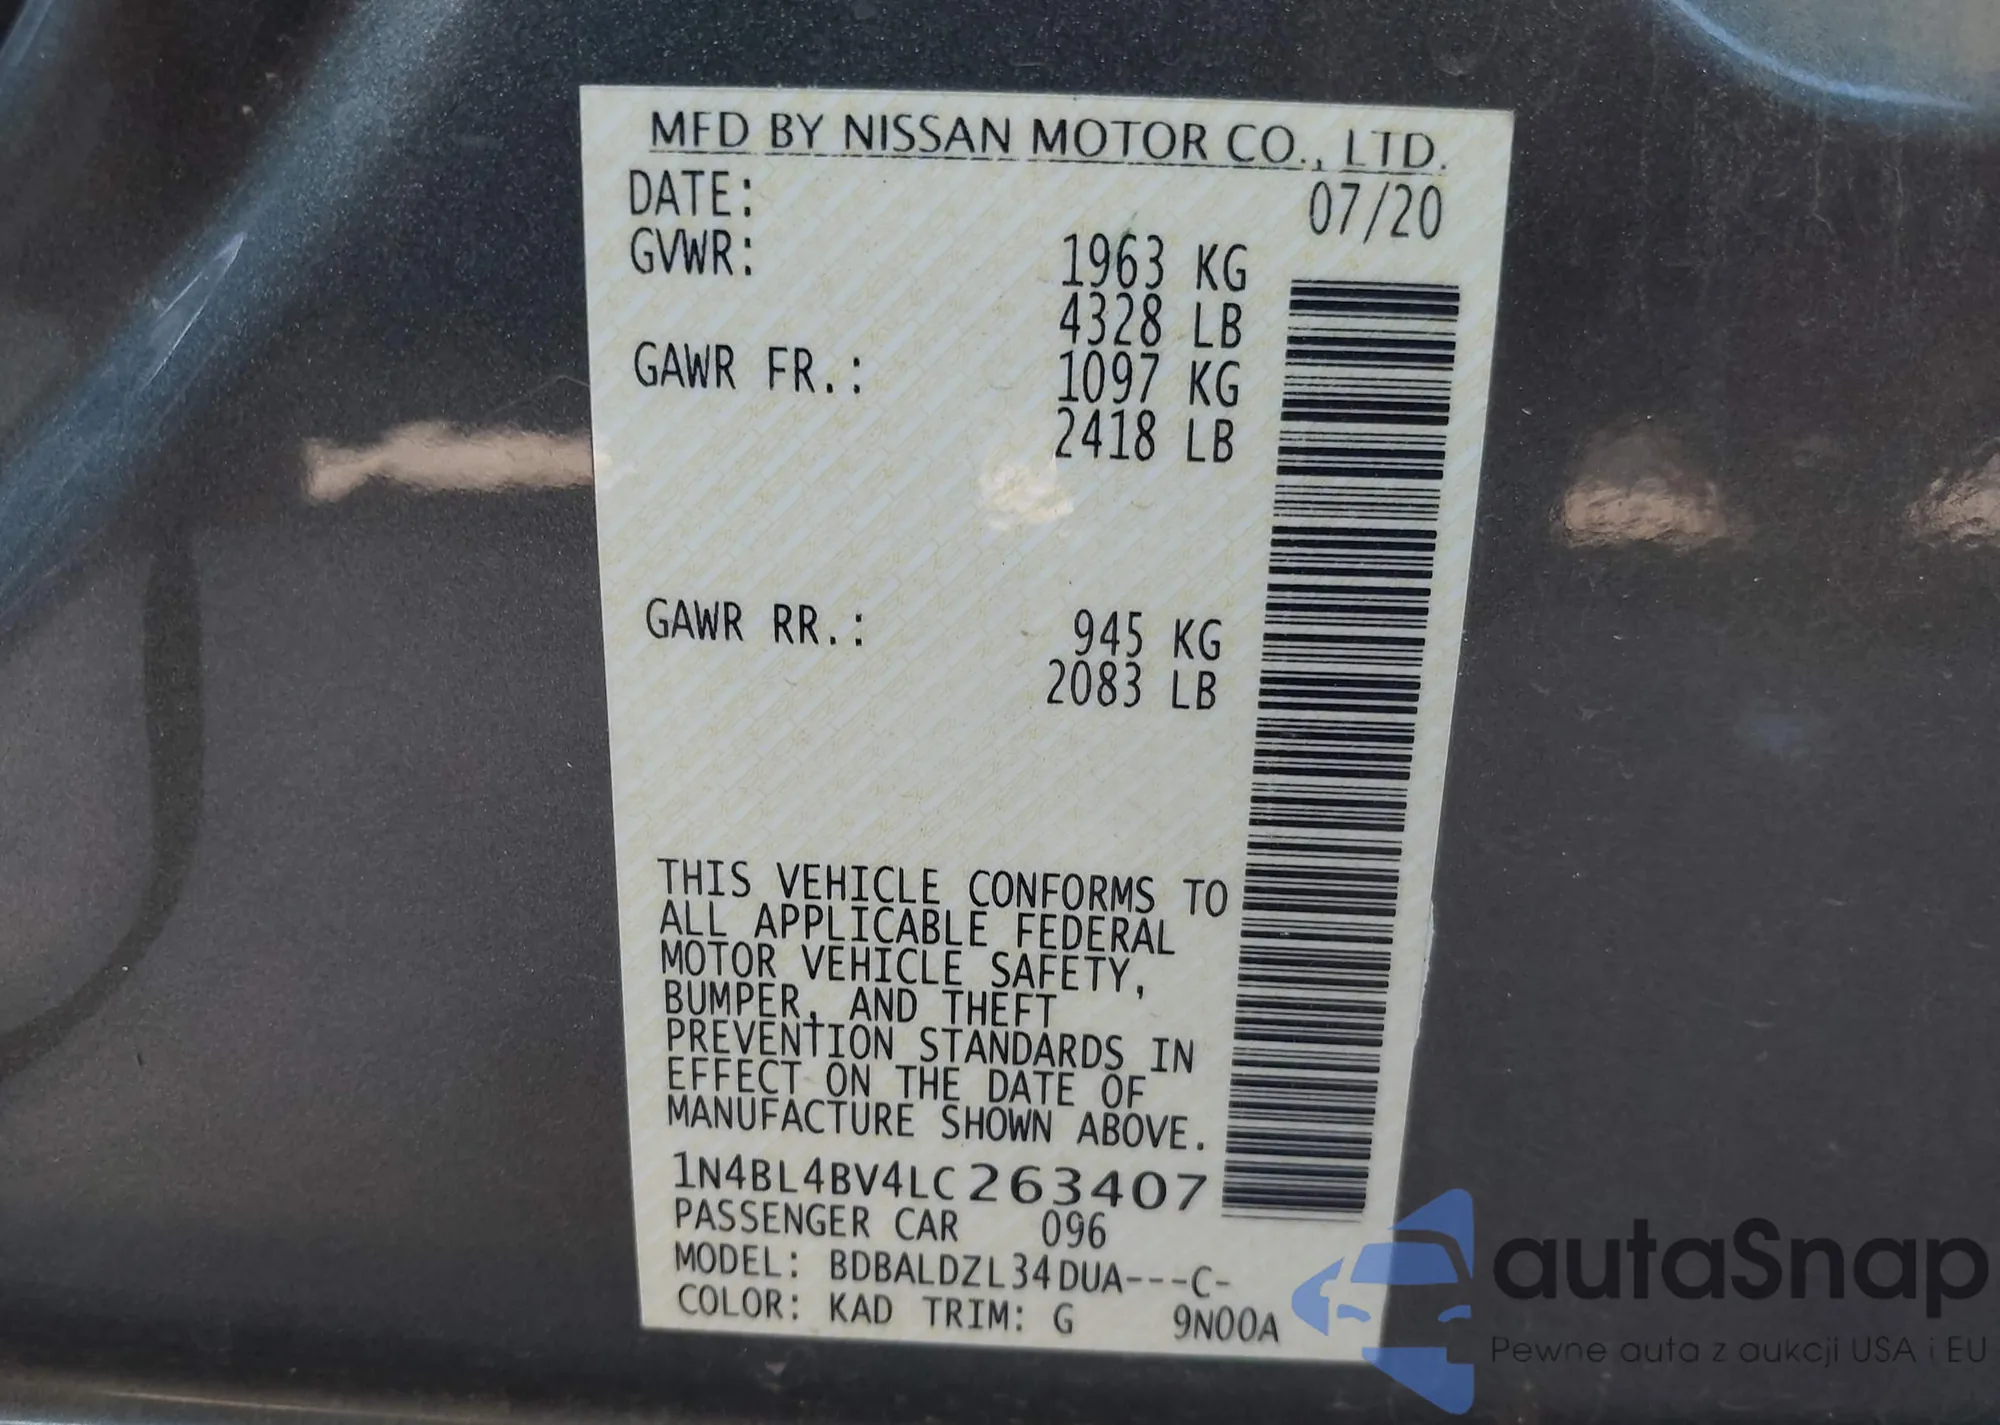 MFD BY NISSAN MOTOR CO., LTD.
DATE: 07/20
GVWR: 1963 KG
4328 LB
GAWR FR.: 1097 KG
2418 LB
GAWR RR.: 945 KG
2083 LB
THIS VEHICLE CONFORMS TO
ALL APPLICABLE FEDERAL
MOTOR VEHICLE SAFETY,
BUMPER, AND THEFT
PREVENTION STANDARDS IN
EFFECT ON THE DATE OF
MANUFACTURE SHOWN ABOVE.
1N4BL4BV4LC263407
PASSENGER CAR 096
MODEL: BDBALDZL34DUA---C-
COLOR: KAD TRIM: G 9N00A
autaSnap
Pewne auta z aukcji USA i EU